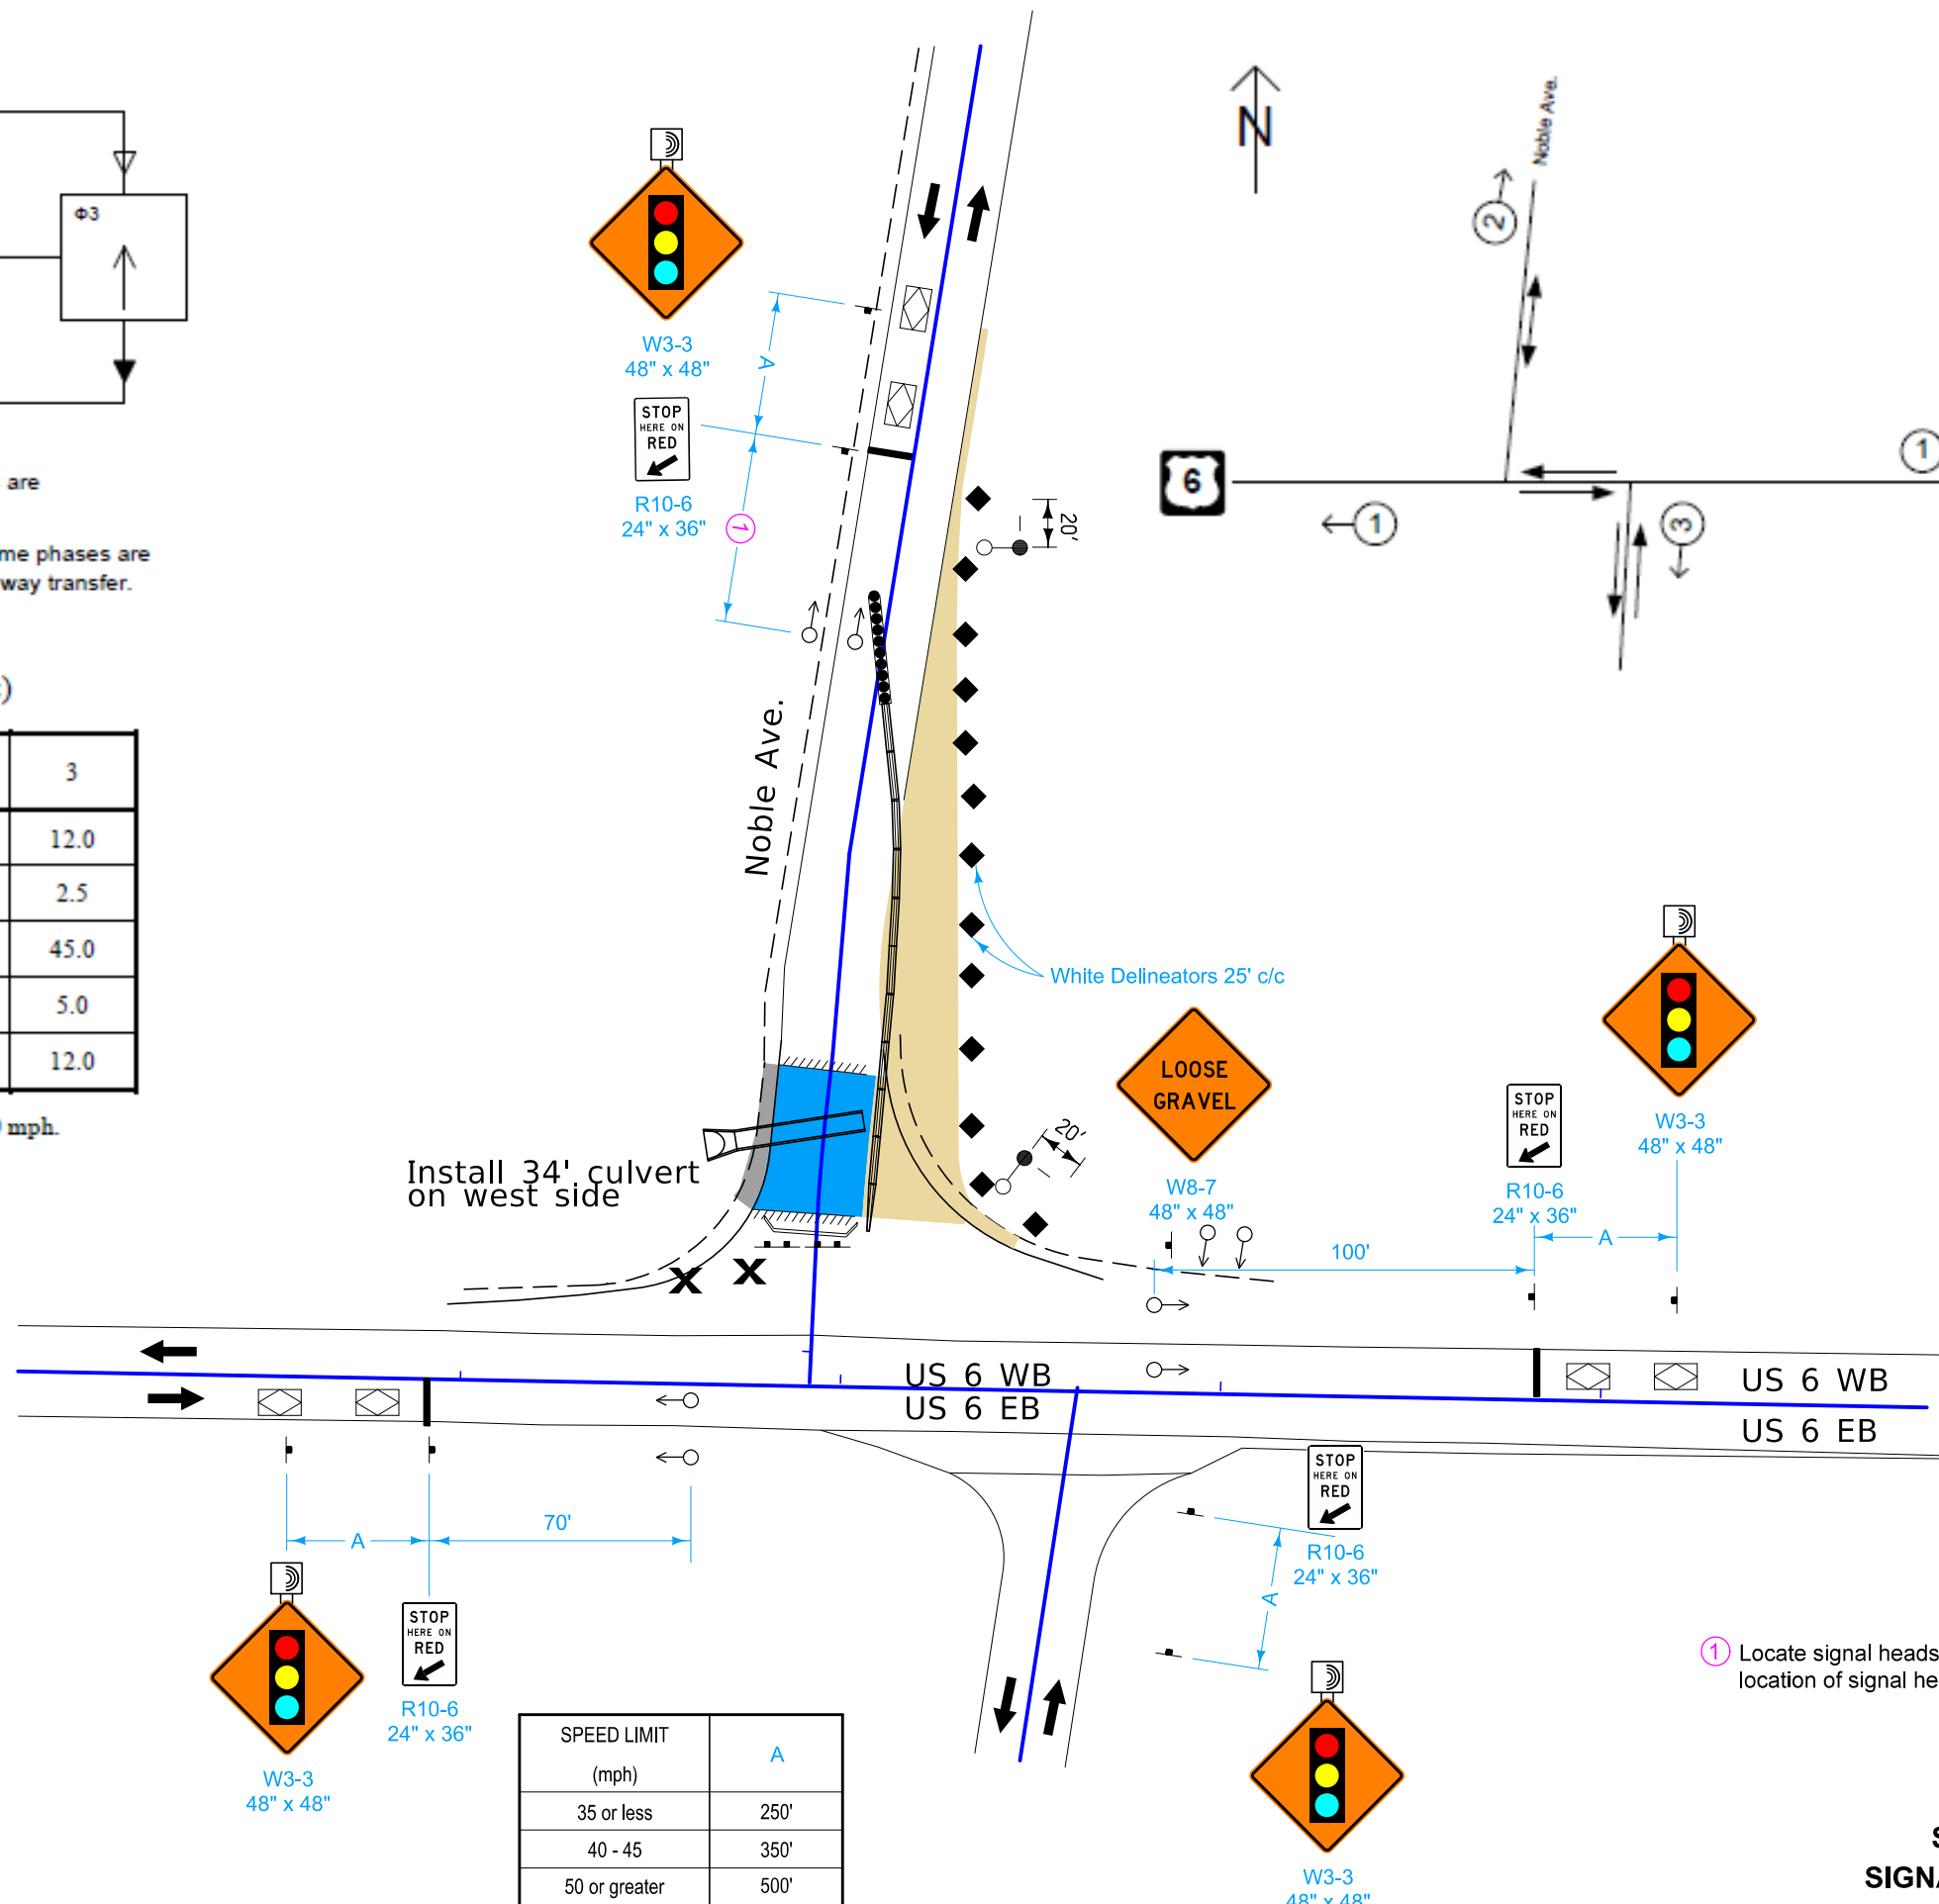 Φ3
are
me phases are
way transfer.
)
3
12.0
2.5
45.0
5.0
12.0
mph.
W3-3
48" x 48"
A
STOP
HERE ON
RED
R10-6
24" x 36"
1
Noble Ave.
20'
N
Noble Ave.
2
6
1
1
3
White Delineators 25' c/c
LOOSE
GRAVEL
W8-7
48" x 48"
20'
Install 34' culvert
on west side
STOP
HERE ON
RED
R10-6
24" x 36"
W3-3
48" x 48"
A
100'
X X
US 6 WB
US 6 EB
US 6 WB
US 6 EB
A
70'
W3-3
48" x 48"
STOP
HERE ON
RED
R10-6
24" x 36"
STOP
HERE ON
RED
R10-6
24" x 36"
A
W3-3
48" x 48"
1 Locate signal heads
location of signal he
SPEED LIMIT
(mph)
A
35 or less 250'
40 - 45 350'
50 or greater 500'
S
SIGNA